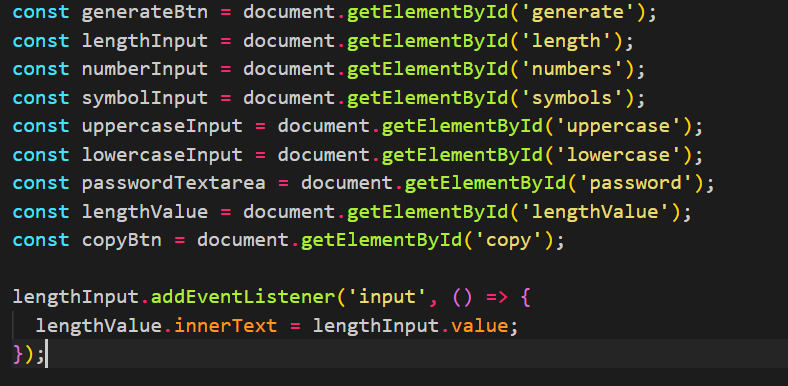 const generateBtn = document.getElementById('generate');
const lengthInput = document.getElementById('length');
const numberInput = document.getElementById('numbers');
const symbolInput = document.getElementById('symbols');
const uppercaseInput = document.getElementById('uppercase');
const lowercaseInput = document.getElementById('lowercase');
const passwordTextarea = document.getElementById('password');
const lengthValue = document.getElementById('lengthValue');
const copyBtn = document.getElementById('copy');

lengthInput.addEventListener('input', () => {
  lengthValue.innerText = lengthInput.value;
});